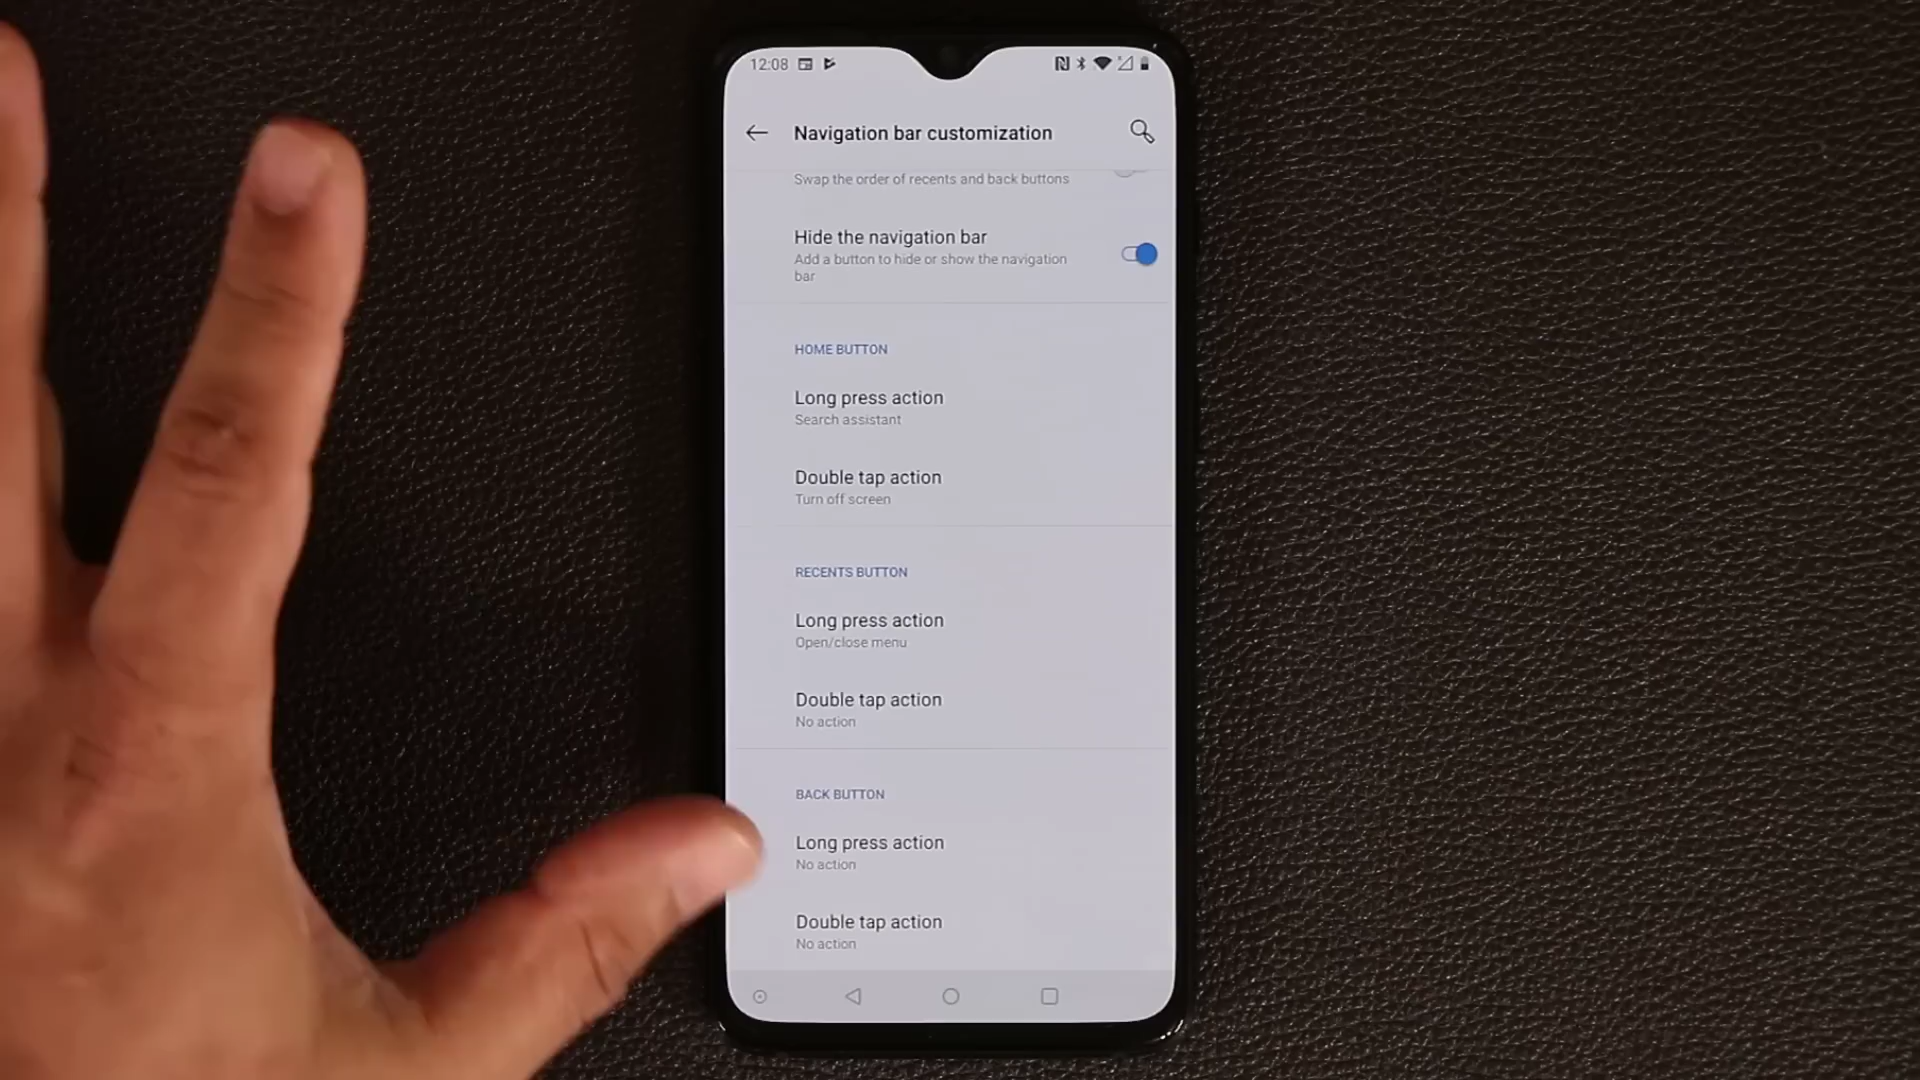 12:08
Navigation bar customization
Swap the order of recents and back buttons
Hide the navigation bar
Add a button to hide or show the navigation
bar
HOME BUTTON
Long press action
Search assistant
Double tap action
Turn off screen
RECENTS BUTTON
Long press action
Open/close menu
Double tap action
No action
BACK BUTTON
Long press action
No action
Double tap action
No action